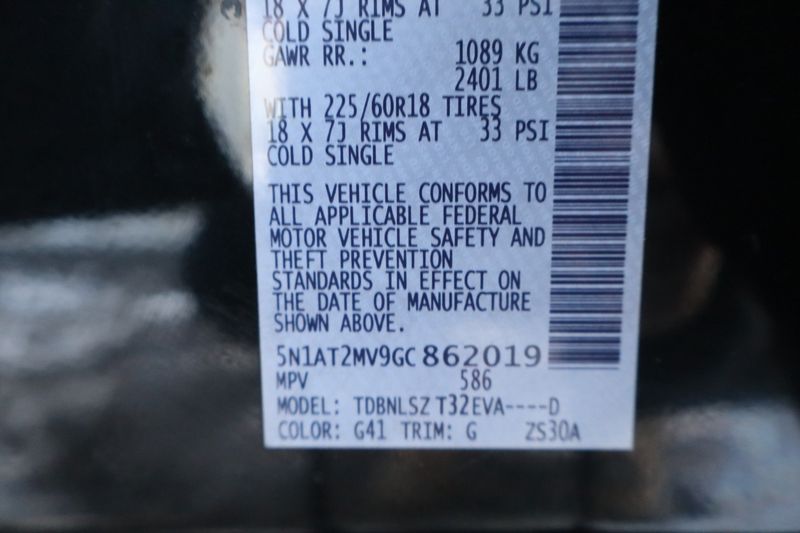 18 X 7J RIMS AT 33 PSI
COLD SINGLE
GAWR RR.: 1089 KG
2401 LB
WITH 225/60R18 TIRES
18 X 7J RIMS AT 33 PSI
COLD SINGLE
THIS VEHICLE CONFORMS TO
ALL APPLICABLE FEDERAL
MOTOR VEHICLE SAFETY AND
THEFT PREVENTION
STANDARDS IN EFFECT ON
THE DATE OF MANUFACTURE
SHOWN ABOVE.
5N1AT2MV9GC862019
MPV 586
MODEL: TDBNLSZ T32EVA----D
COLOR: G41 TRIM: G ZS30A